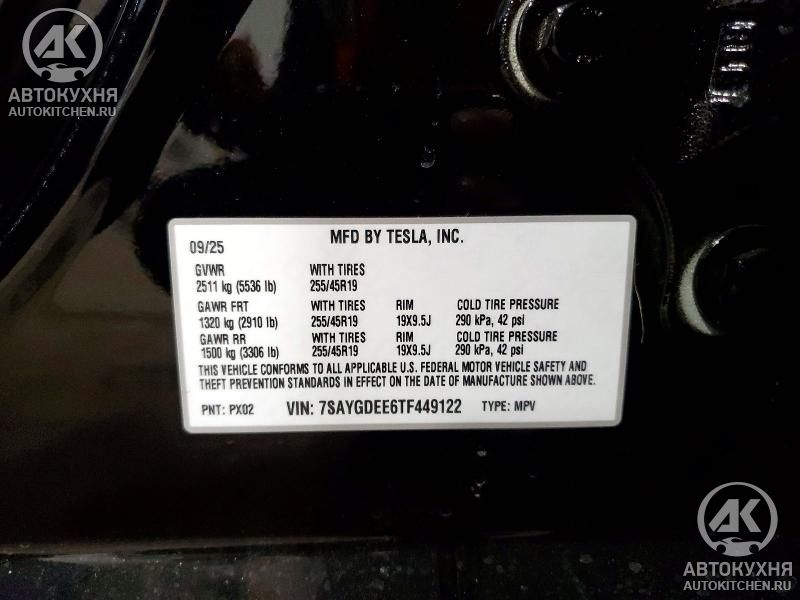 АК
АВТОКУХНЯ
AUTOKITCHEN.RU
09/25
MFD BY TESLA, INC.
GVWR WITH TIRES
2511 kg (5536 lb) 255/45R19
GAWR FRT WITH TIRES RIM COLD TIRE PRESSURE
1320 kg (2910 lb) 255/45R19 19X9.5J 290 kPa, 42 psi
GAWR RR WITH TIRES RIM COLD TIRE PRESSURE
1500 kg (3306 lb) 255/45R19 19X9.5J 290 kPa, 42 psi
THIS VEHICLE CONFORMS TO ALL APPLICABLE U.S. FEDERAL MOTOR VEHICLE SAFETY AND
THEFT PREVENTION STANDARDS IN EFFECT ON THE DATE OF MANUFACTURE SHOWN ABOVE.
PNT: PX02 VIN: 7SAYGDEE6TF449122 TYPE: MPV
АК
АВТОКУХНЯ
AUTOKITCHEN.RU